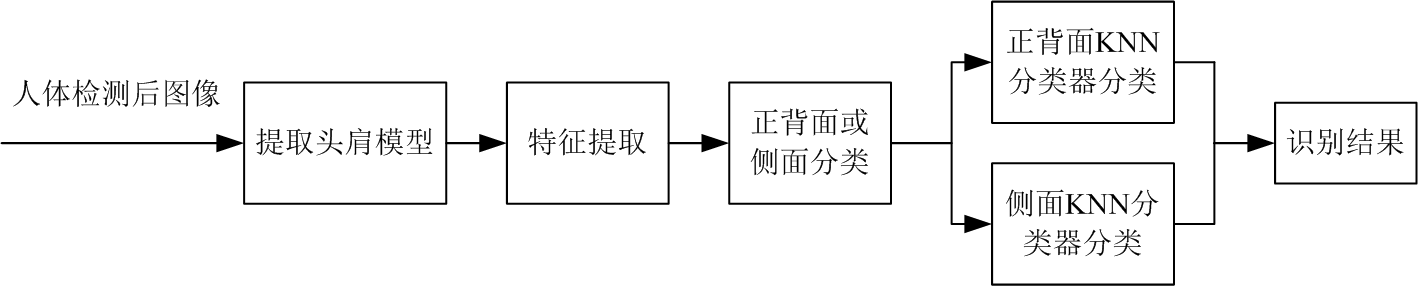 人体检测后图像
提取头肩模型
特征提取
正背面或
侧面分类
正背面KNN
分类器分类
侧面KNN分
类器分类
识别结果